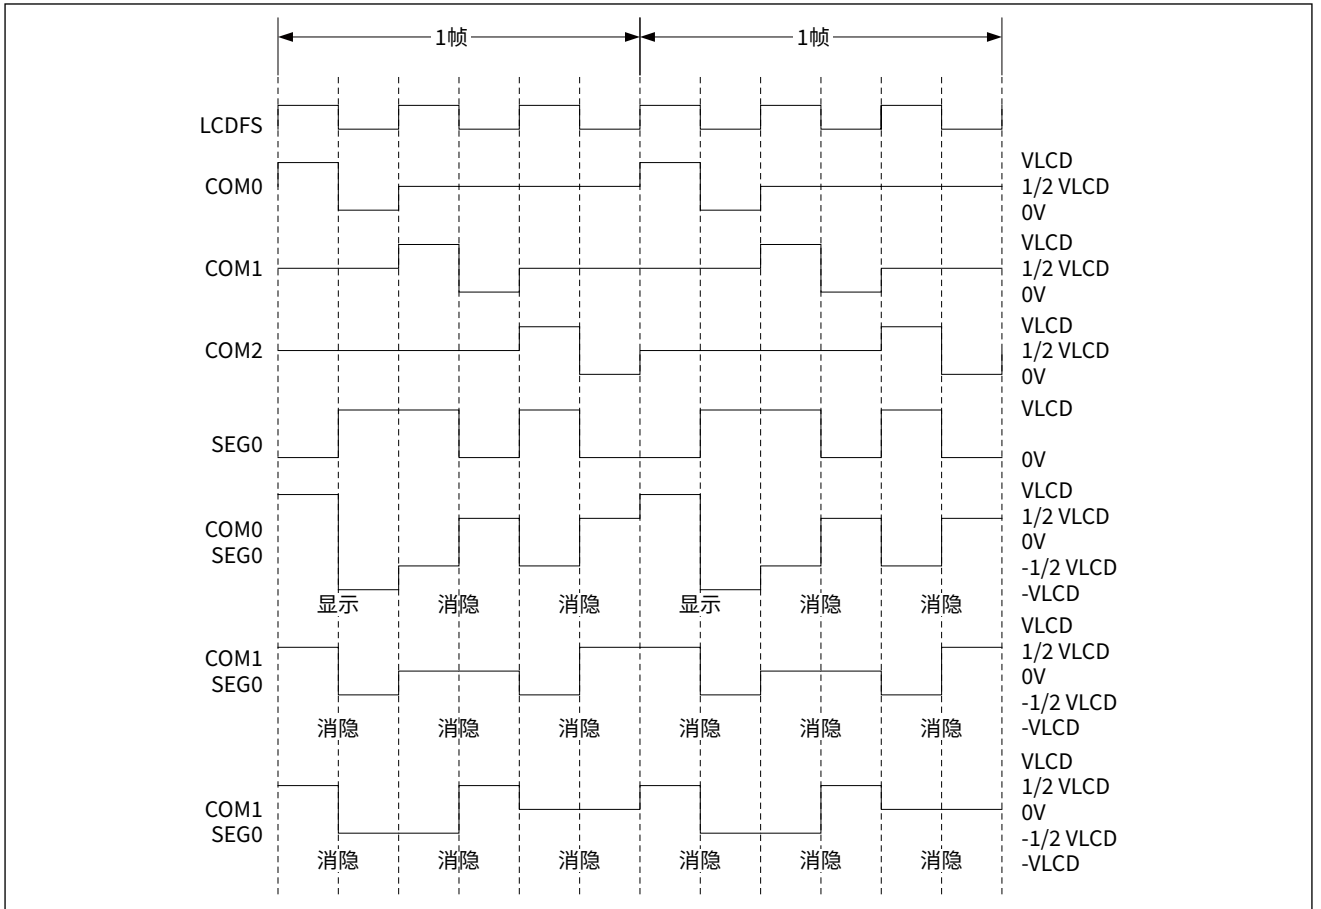 1帧 1帧
LCDFS
COM0
VLCD
1/2 VLCD
0V
COM1
VLCD
1/2 VLCD
0V
COM2
VLCD
1/2 VLCD
0V
SEG0
VLCD
0V
COM0
SEG0
VLCD
1/2 VLCD
0V
-1/2 VLCD
-VLCD
显示 消隐 消隐 显示 消隐 消隐
COM1
SEG0
VLCD
1/2 VLCD
0V
-1/2 VLCD
-VLCD
消隐 消隐 消隐 消隐 消隐 消隐
COM1
SEG0
VLCD
1/2 VLCD
0V
-1/2 VLCD
-VLCD
消隐 消隐 消隐 消隐 消隐 消隐